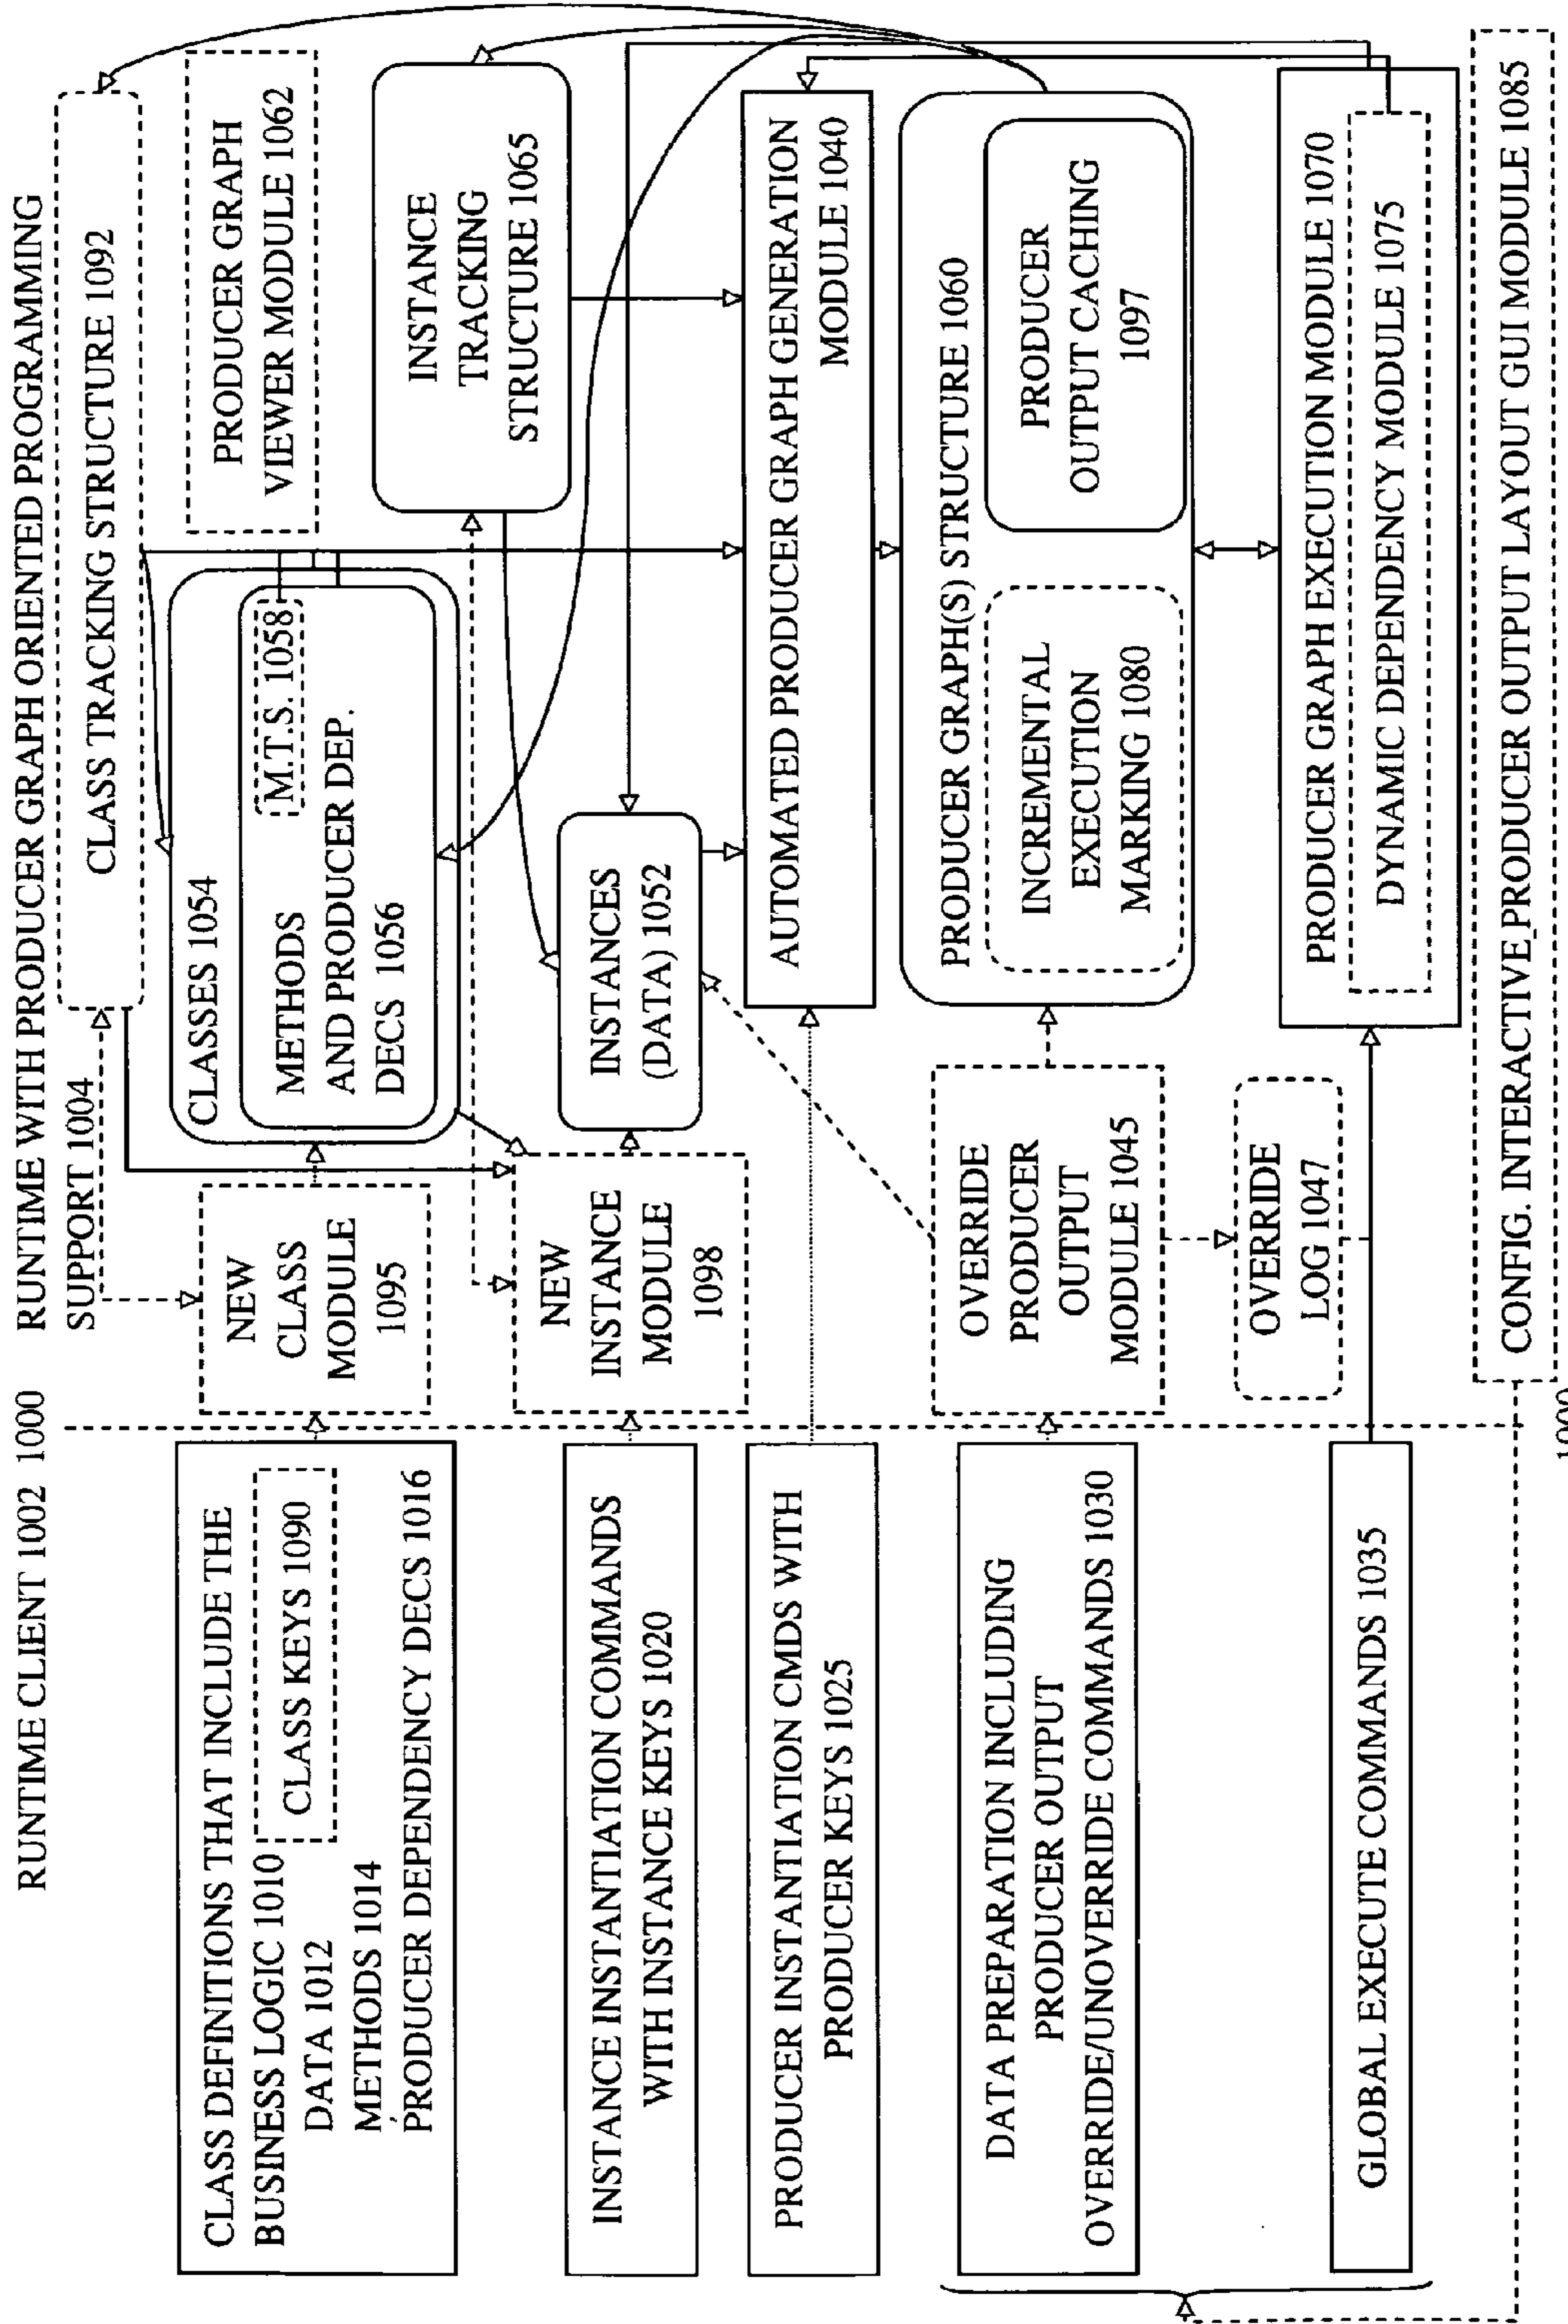 RUNTIME CLIENT 1002
1000
RUNTIME WITH PRODUCER GRAPH ORIENTED PROGRAMMING
SUPPORT 1004
CLASS DEFINITIONS THAT INCLUDE THE
BUSINESS LOGIC 1010
CLASS KEYS 1090
DATA 1012
METHODS 1014
PRODUCER DEPENDENCY DECS 1016
INSTANCE INSTANTIATION COMMANDS
WITH INSTANCE KEYS 1020
PRODUCER INSTANTIATION CMDS WITH
PRODUCER KEYS 1025
DATA PREPARATION INCLUDING
PRODUCER OUTPUT
OVERRIDE/UNOVERRIDE COMMANDS 1030
GLOBAL EXECUTE COMMANDS 1035
NEW
CLASS
MODULE
1095
NEW
INSTANCE
MODULE
1098
OVERRIDE
PRODUCER
OUTPUT
MODULE 1045
OVERRIDE
LOG 1047
CLASS TRACKING STRUCTURE 1092
CLASSES 1054
M.T.S. 1058
METHODS
AND PRODUCER DEP.
DECS 1056
PRODUCER GRAPH
VIEWER MODULE 1062
INSTANCE
TRACKING
STRUCTURE 1065
INSTANCES
(DATA) 1052
AUTOMATED PRODUCER GRAPH GENERATION
MODULE 1040
PRODUCER GRAPH(S) STRUCTURE 1060
INCREMENTAL
EXECUTION
MARKING 1080
PRODUCER
OUTPUT CACHING
1097
PRODUCER GRAPH EXECUTION MODULE 1070
DYNAMIC DEPENDENCY MODULE 1075
CONFIG. INTERACTIVE PRODUCER OUTPUT LAYOUT GUI MODULE 1085